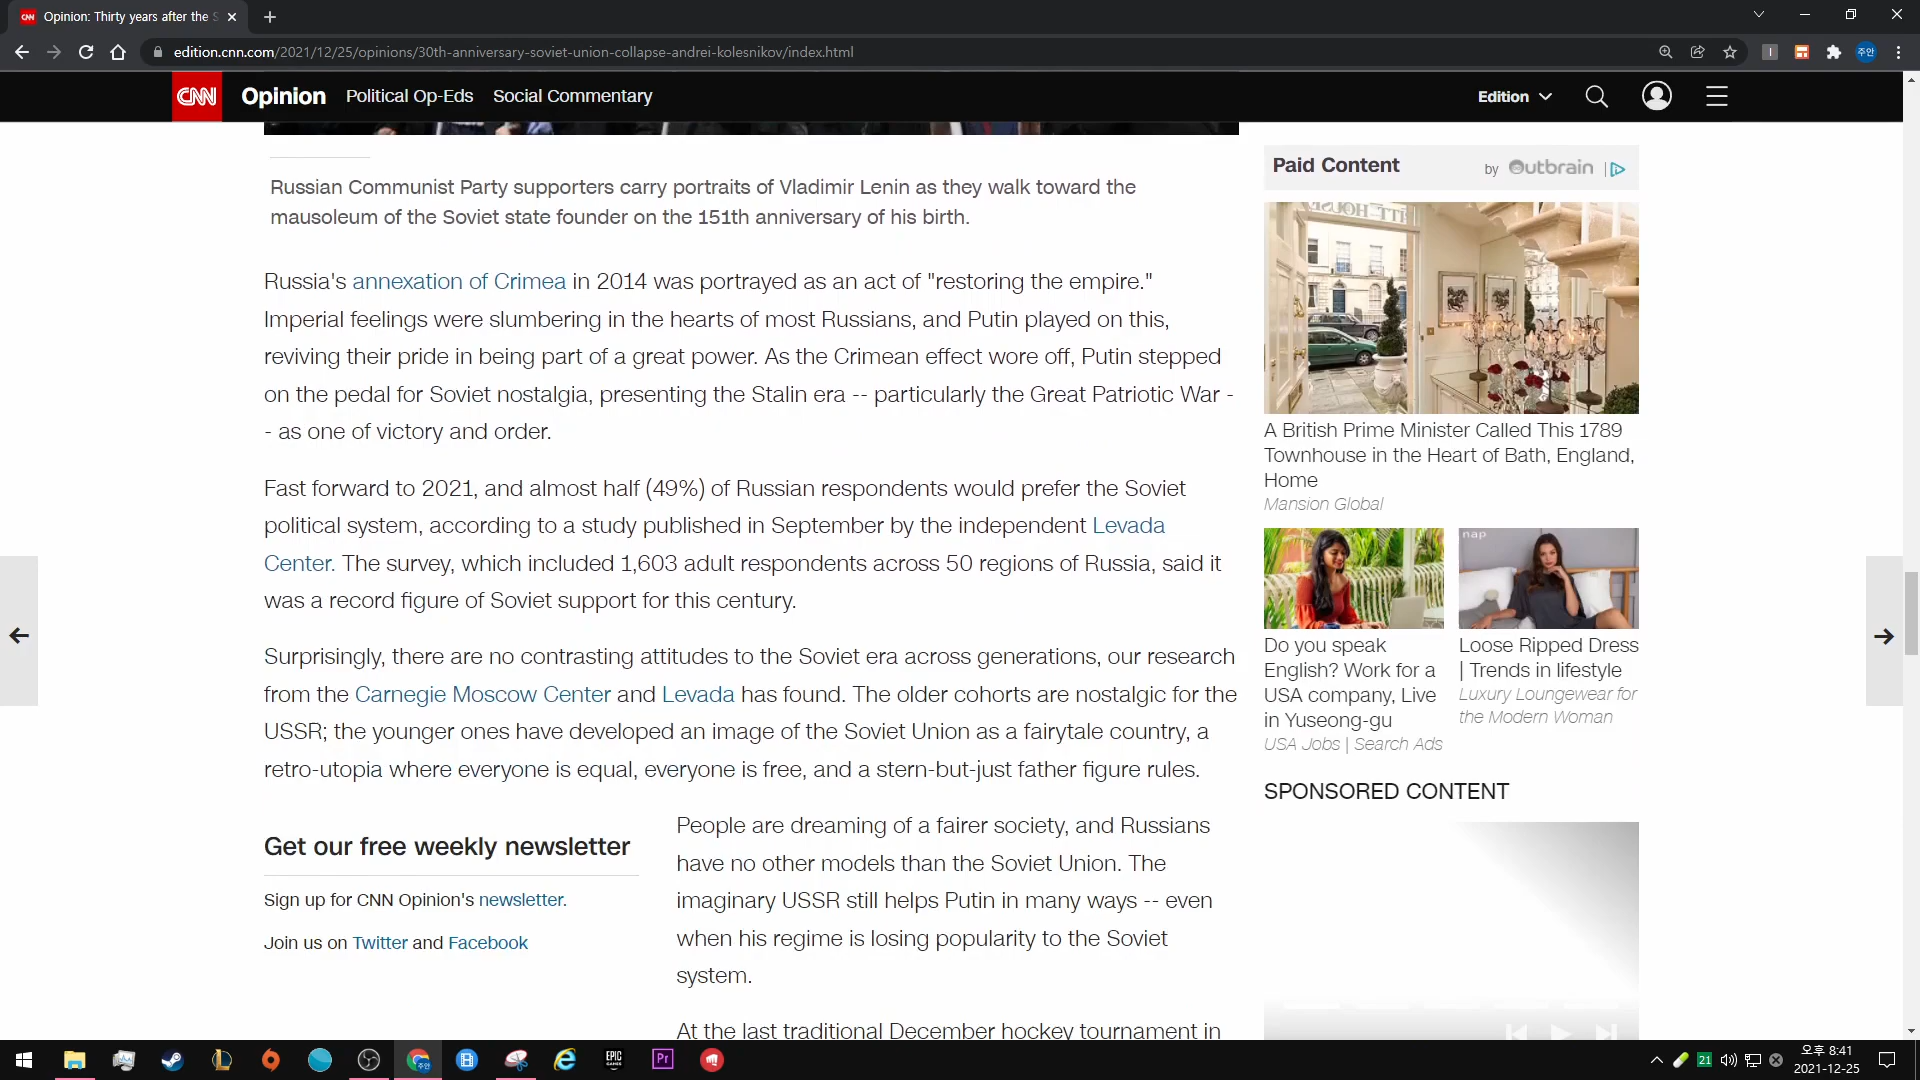 Opinion: Thirty years after the S
edition.cnn.com/2021/12/25/opinions/30th-anniversary-soviet-union-collapse-andrei-kolesnikov/index.html
주안
CNN Opinion Political Op-Eds Social Commentary
Edition
Russian Communist Party supporters carry portraits of Vladimir Lenin as they walk toward the
mausoleum of the Soviet state founder on the 151th anniversary of his birth.
Russia's annexation of Crimea in 2014 was portrayed as an act of "restoring the empire."
Imperial feelings were slumbering in the hearts of most Russians, and Putin played on this,
reviving their pride in being part of a great power. As the Crimean effect wore off, Putin stepped
on the pedal for Soviet nostalgia, presenting the Stalin era -- particularly the Great Patriotic War -
- as one of victory and order.
Fast forward to 2021, and almost half (49%) of Russian respondents would prefer the Soviet
political system, according to a study published in September by the independent Levada
Center. The survey, which included 1,603 adult respondents across 50 regions of Russia, said it
was a record figure of Soviet support for this century.
Surprisingly, there are no contrasting attitudes to the Soviet era across generations, our research
from the Carnegie Moscow Center and Levada has found. The older cohorts are nostalgic for the
USSR; the younger ones have developed an image of the Soviet Union as a fairytale country, a
retro-utopia where everyone is equal, everyone is free, and a stern-but-just father figure rules.
Get our free weekly newsletter
Sign up for CNN Opinion's newsletter.
Join us on Twitter and Facebook
People are dreaming of a fairer society, and Russians
have no other models than the Soviet Union. The
imaginary USSR still helps Putin in many ways -- even
when his regime is losing popularity to the Soviet
system.
At the last traditional December hockey tournament in
Paid Content
by Outbrain
A British Prime Minister Called This 1789
Townhouse in the Heart of Bath, England,
Home
Mansion Global
Do you speak
English? Work for a
USA company, Live
in Yuseong-gu
USA Jobs | Search Ads
nap
Loose Ripped Dress
| Trends in lifestyle
Luxury Loungewear for
the Modern Woman
SPONSORED CONTENT
EPIC
GAMES
Pr
21
오후 8:41
2021-12-25